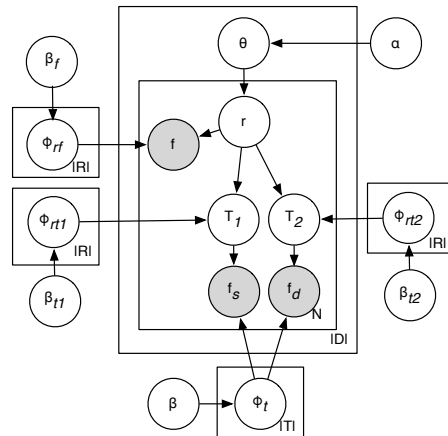 θ
α
β_f
r
ϕ_rf
f
|R|
ϕ_rt1
T_1
T_2
ϕ_rt2
|R|
|R|
β_t1
f_s
f_d
β_t2
N
|D|
β
ϕ_t
|T|